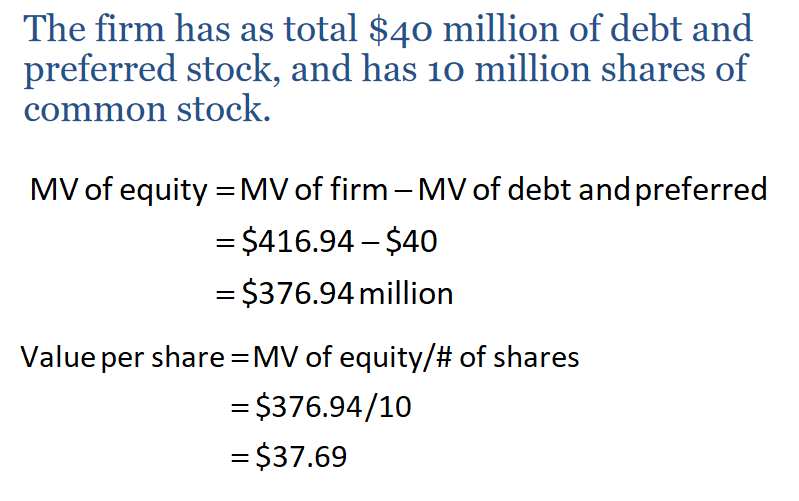 The firm has as total $40 million of debt and
preferred stock, and has 10 million shares of
common stock.
MV of equity = MV of firm – MV of debt and preferred
= $416.94 – $40
= $376.94 million
Value per share = MV of equity/# of shares
= $376.94/10
= $37.69